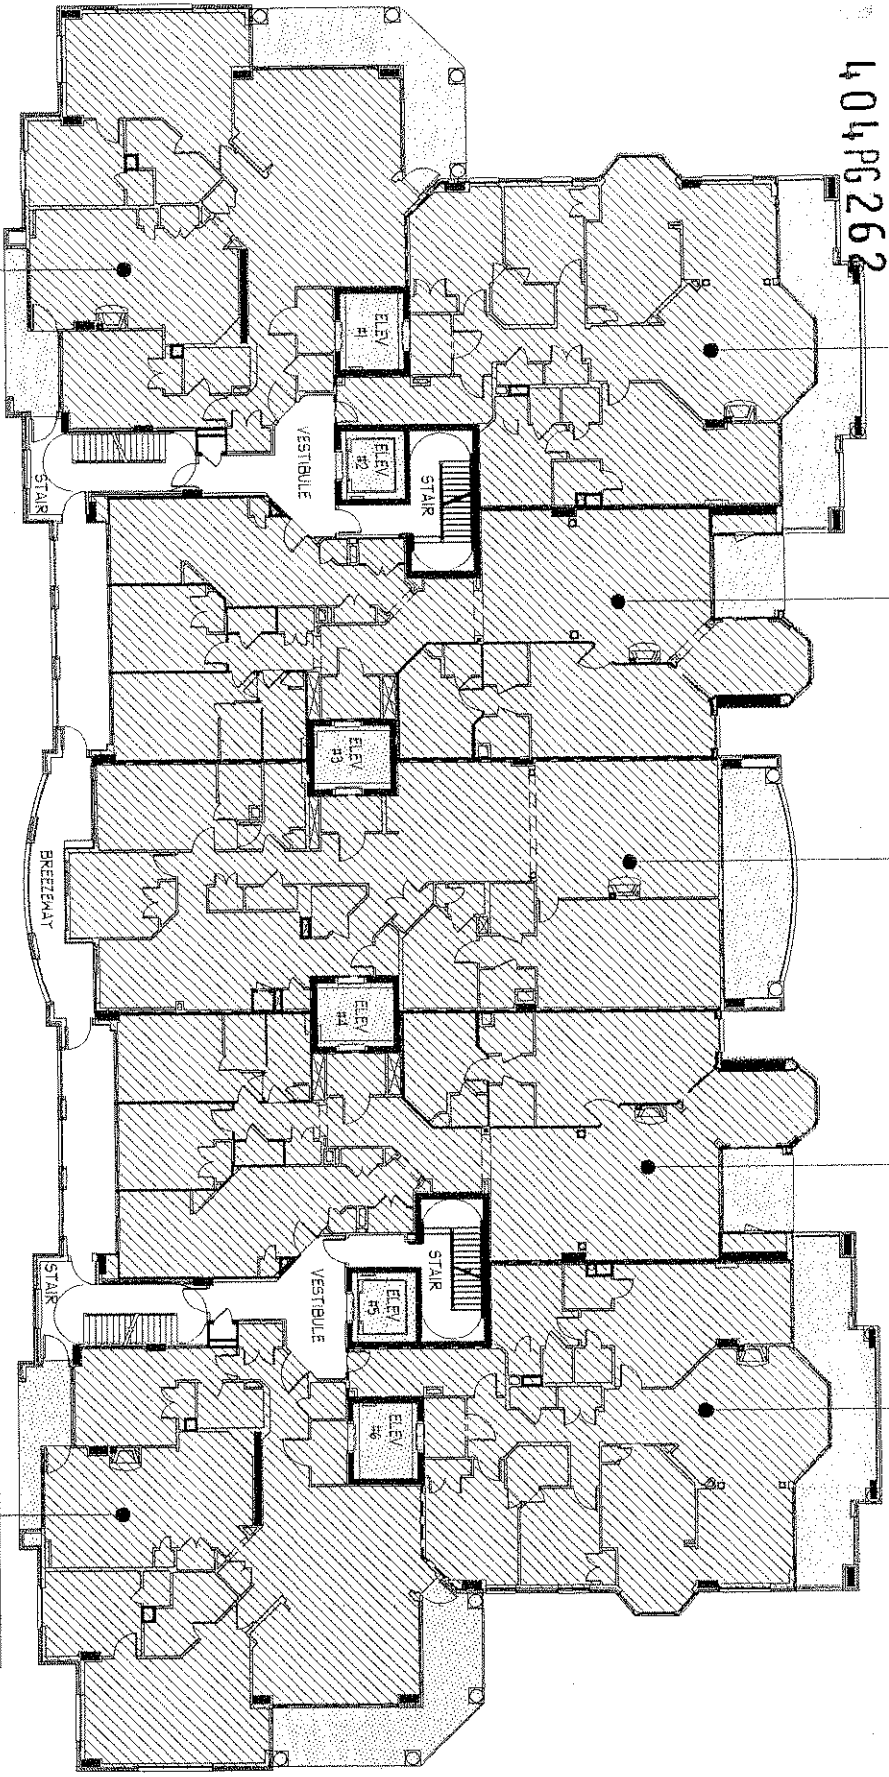 404PG262
ELEV
#1
ELEV
#2
STAIR
VESTIBULE
STAIR
ELEV
#3
BREEZEWAY
ELEV
#4
STAIR
VESTIBULE
ELEV
#5
STAIR
ELEV
#6